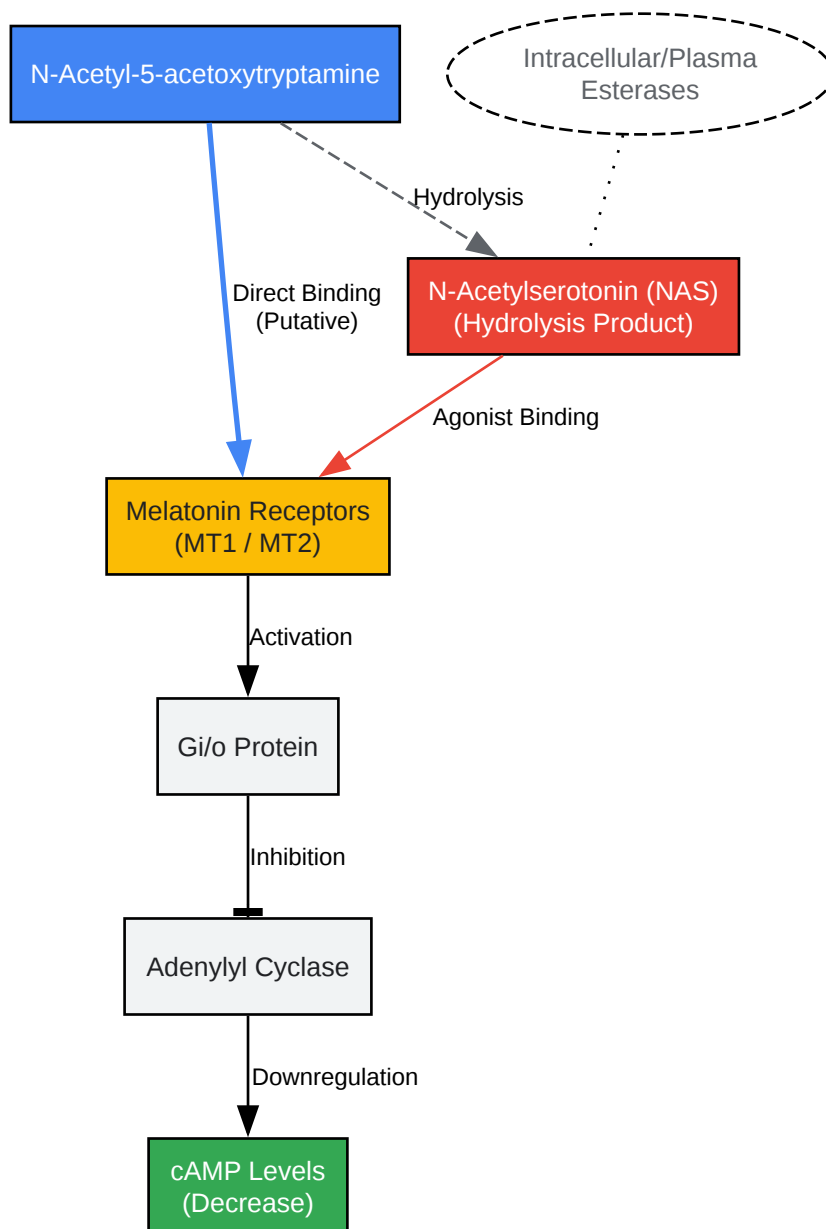 N-Acetyl-5-acetoxytryptamine
Intracellular/Plasma
Esterases
Hydrolysis
N-Acetylserotonin (NAS)
(Hydrolysis Product)
Direct Binding
(Putative)
Agonist Binding
Melatonin Receptors
(MT1 / MT2)
Activation
Gi/o Protein
Inhibition
Adenylyl Cyclase
Downregulation
cAMP Levels
(Decrease)